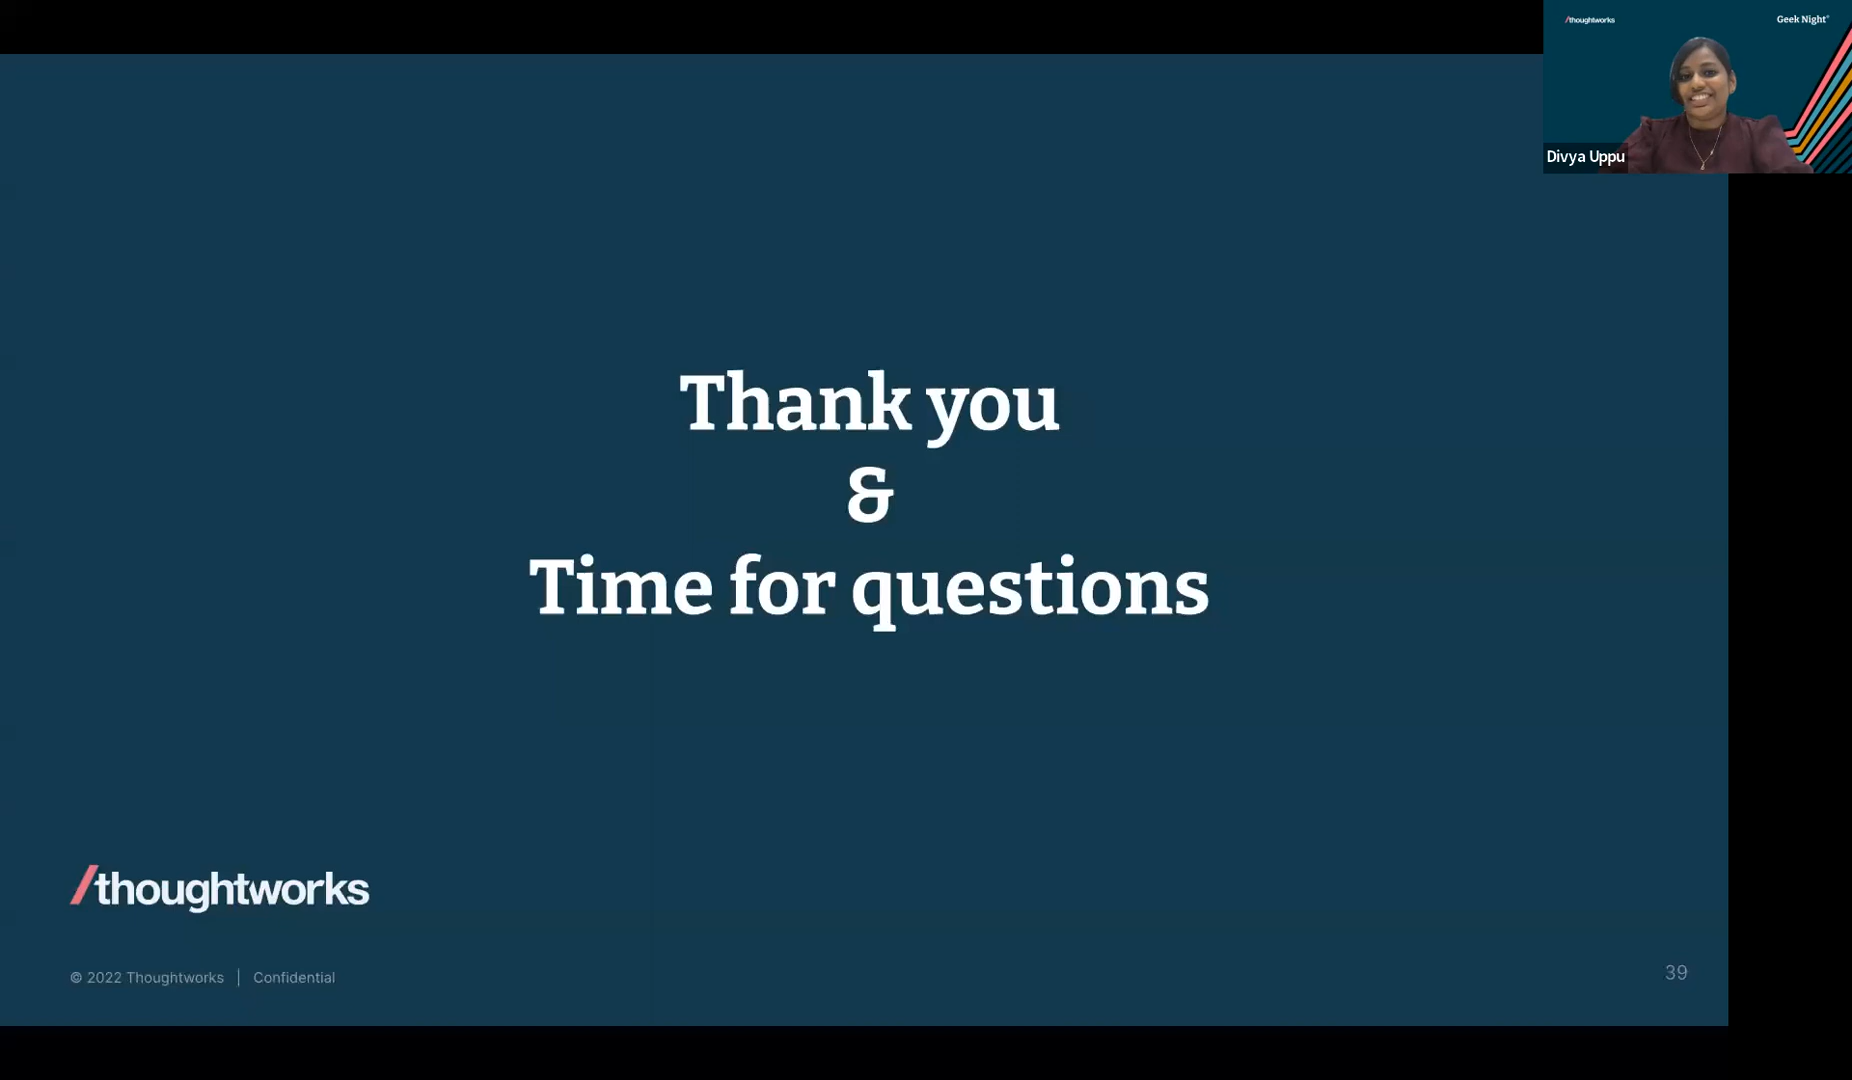 /thoughtworks
Geek Night®
Divya Uppu
Thank you
&
Time for questions
/thoughtworks
© 2022 Thoughtworks | Confidential
39